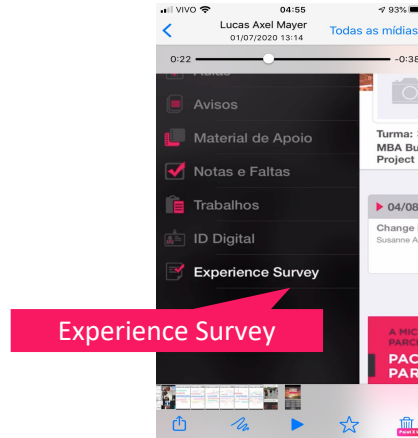 VIVO
04:55
93%
Lucas Axel Mayer
01/07/2020 13:14
Todas as mídias
0:22
-0:38
Avisos
Material de Apoio
Notas e Faltas
Trabalhos
ID Digital
Experience Survey
Turma:
MBA Bu
Project
04/08
Change
Susanne A
Experience Survey
A MIC
PARC
PAC
PAR